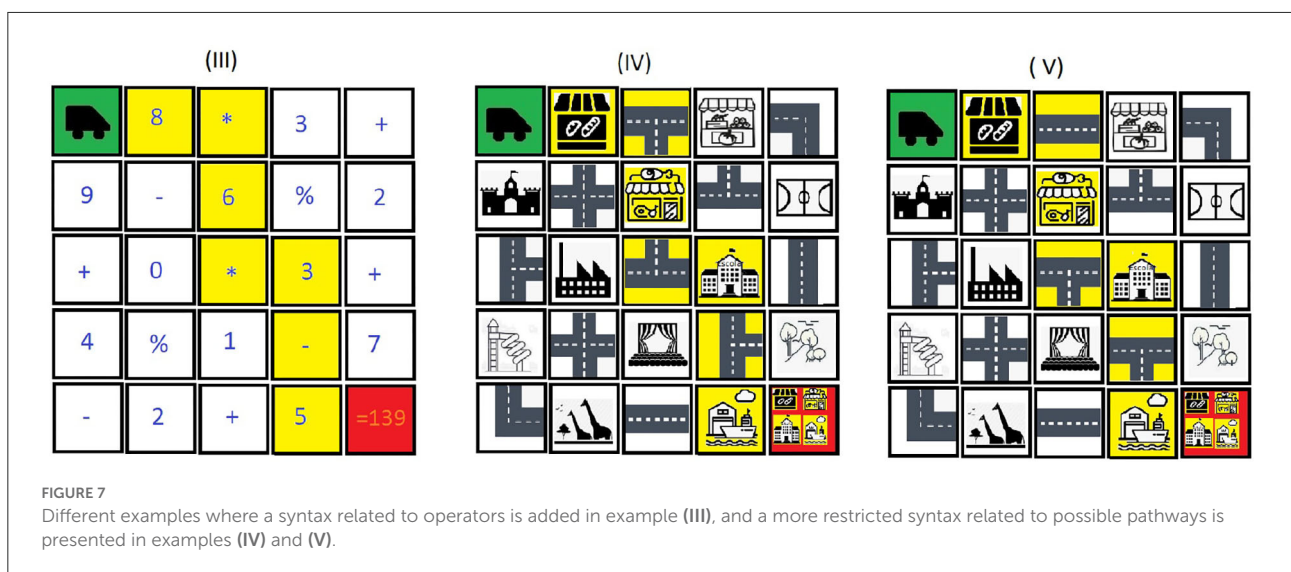 (III) (IV) ( V)
8 * 3 +
9 - 6 % 2
+ 0 * 3 +
Escola Escola
4 % 1 - 7
- 2 + 5 =139
FIGURE 7
Different examples where a syntax related to operators is added in example (III), and a more restricted syntax related to possible pathways is
presented in examples (IV) and (V).